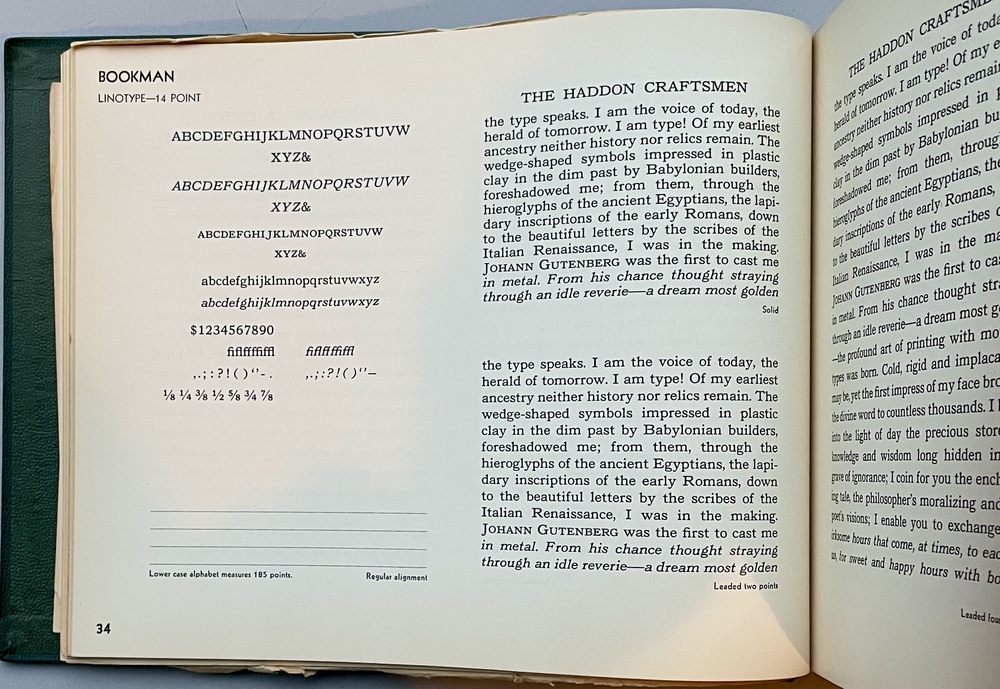 BOOKMAN
LINOTYPE—14 POINT
ABCDEFGHIJKLMNOPQRSTUVW
XYZ&
ABCDEFGHIJKLMNOPQRSTUVW
XYZ&
ABCDEFGHIJKLMNOPQRSTUVW
XYZ&
abcdefghijklmnopqrstuvwxyz
abcdefghijklmnopqrstuvwxyz
$1234567890
fiflffffiffl fiflffffiffl
,.;:?!()‘’-. ,.;:?!()‘’—
⅛ ¼ ⅜ ½ ⅝ ¾ ⅞
Lower case alphabet measures 185 points. Regular alignment
34
THE HADDON CRAFTSMEN
the type speaks. I am the voice of today, the
herald of tomorrow. I am type! Of my earliest
ancestry neither history nor relics remain. The
wedge-shaped symbols impressed in plastic
clay in the dim past by Babylonian builders,
foreshadowed me; from them, through the
hieroglyphs of the ancient Egyptians, the lapi-
dary inscriptions of the early Romans, down
to the beautiful letters by the scribes of the
Italian Renaissance, I was in the making.
JOHANN GUTENBERG was the first to cast me
in metal. From his chance thought straying
through an idle reverie—a dream most golden
Solid
the type speaks. I am the voice of today, the
herald of tomorrow. I am type! Of my earliest
ancestry neither history nor relics remain. The
wedge-shaped symbols impressed in plastic
clay in the dim past by Babylonian builders,
foreshadowed me; from them, through the
hieroglyphs of the ancient Egyptians, the lapi-
dary inscriptions of the early Romans, down
to the beautiful letters by the scribes of the
Italian Renaissance, I was in the making.
JOHANN GUTENBERG was the first to cast me
in metal. From his chance thought straying
through an idle reverie—a dream most golden
Leaded two points
THE HADDON
the type speaks. I am the voice of
herald of tomorrow. I am type! Of my
ancestry neither history nor relics
wedge-shaped symbols impressed in
clay in the dim past by Babylonian
foreshadowed me; from them,
hieroglyphs of the ancient Egyptians,
dary inscriptions of the early Romans,
to the beautiful letters by the scribes
Italian Renaissance, I was in the
JOHANN GUTENBERG was the first to
in metal. From his chance thought
through an idle reverie—a dream most
—the profound art of printing with
types was born. Cold, rigid and
may be, yet the first impress of my face
the divine word to countless thousands. I
into the light of day the precious
knowledge and wisdom long hidden in
grave of ignorance; I coin for you the
ing tale, the philosopher's moralizing and
poet's visions; I enable you to exchange
irksome hours that come, at times, to
us, for sweet and happy hours with
Leaded